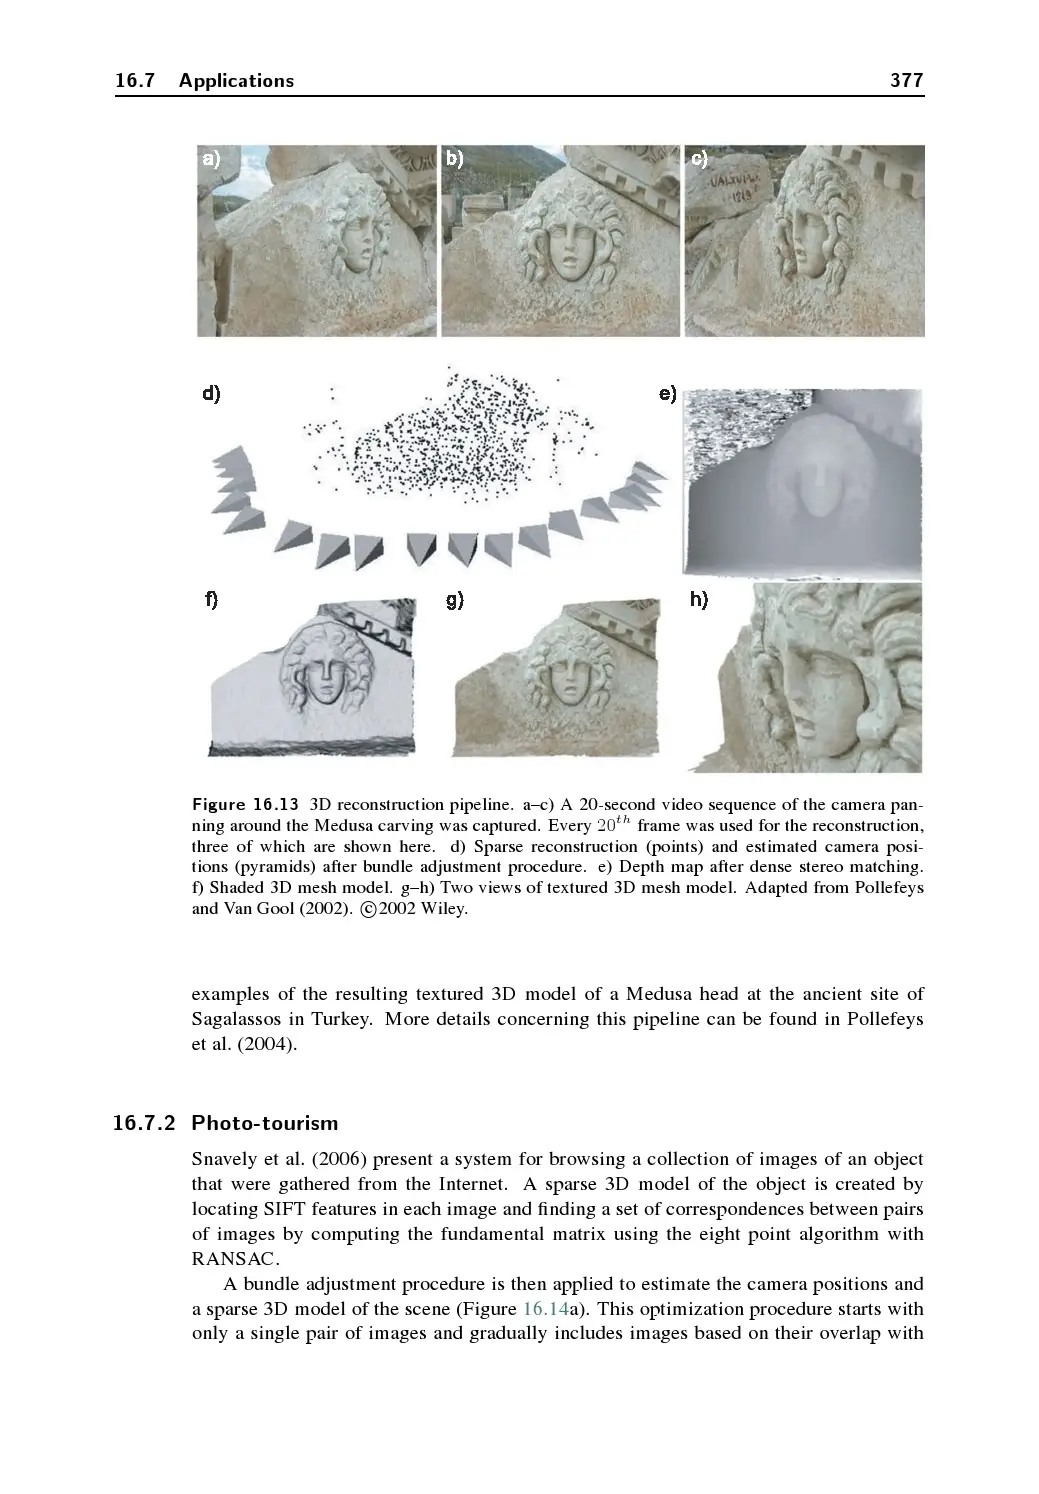 16.7 Applications 377
a) b) c)
d) e)
f) g) h)
Figure 16.13 3D reconstruction pipeline. a–c) A 20-second video sequence of the camera pan-
ning around the Medusa carving was captured. Every 20th frame was used for the reconstruction,
three of which are shown here. d) Sparse reconstruction (points) and estimated camera posi-
tions (pyramids) after bundle adjustment procedure. e) Depth map after dense stereo matching.
f) Shaded 3D mesh model. g–h) Two views of textured 3D mesh model. Adapted from Pollefeys
and Van Gool (2002). ©2002 Wiley.
examples of the resulting textured 3D model of a Medusa head at the ancient site of
Sagalassos in Turkey. More details concerning this pipeline can be found in Pollefeys
et al. (2004).
16.7.2 Photo-tourism
Snavely et al. (2006) present a system for browsing a collection of images of an object
that were gathered from the Internet. A sparse 3D model of the object is created by
locating SIFT features in each image and finding a set of correspondences between pairs
of images by computing the fundamental matrix using the eight point algorithm with
RANSAC.
A bundle adjustment procedure is then applied to estimate the camera positions and
a sparse 3D model of the scene (Figure 16.14a). This optimization procedure starts with
only a single pair of images and gradually includes images based on their overlap with